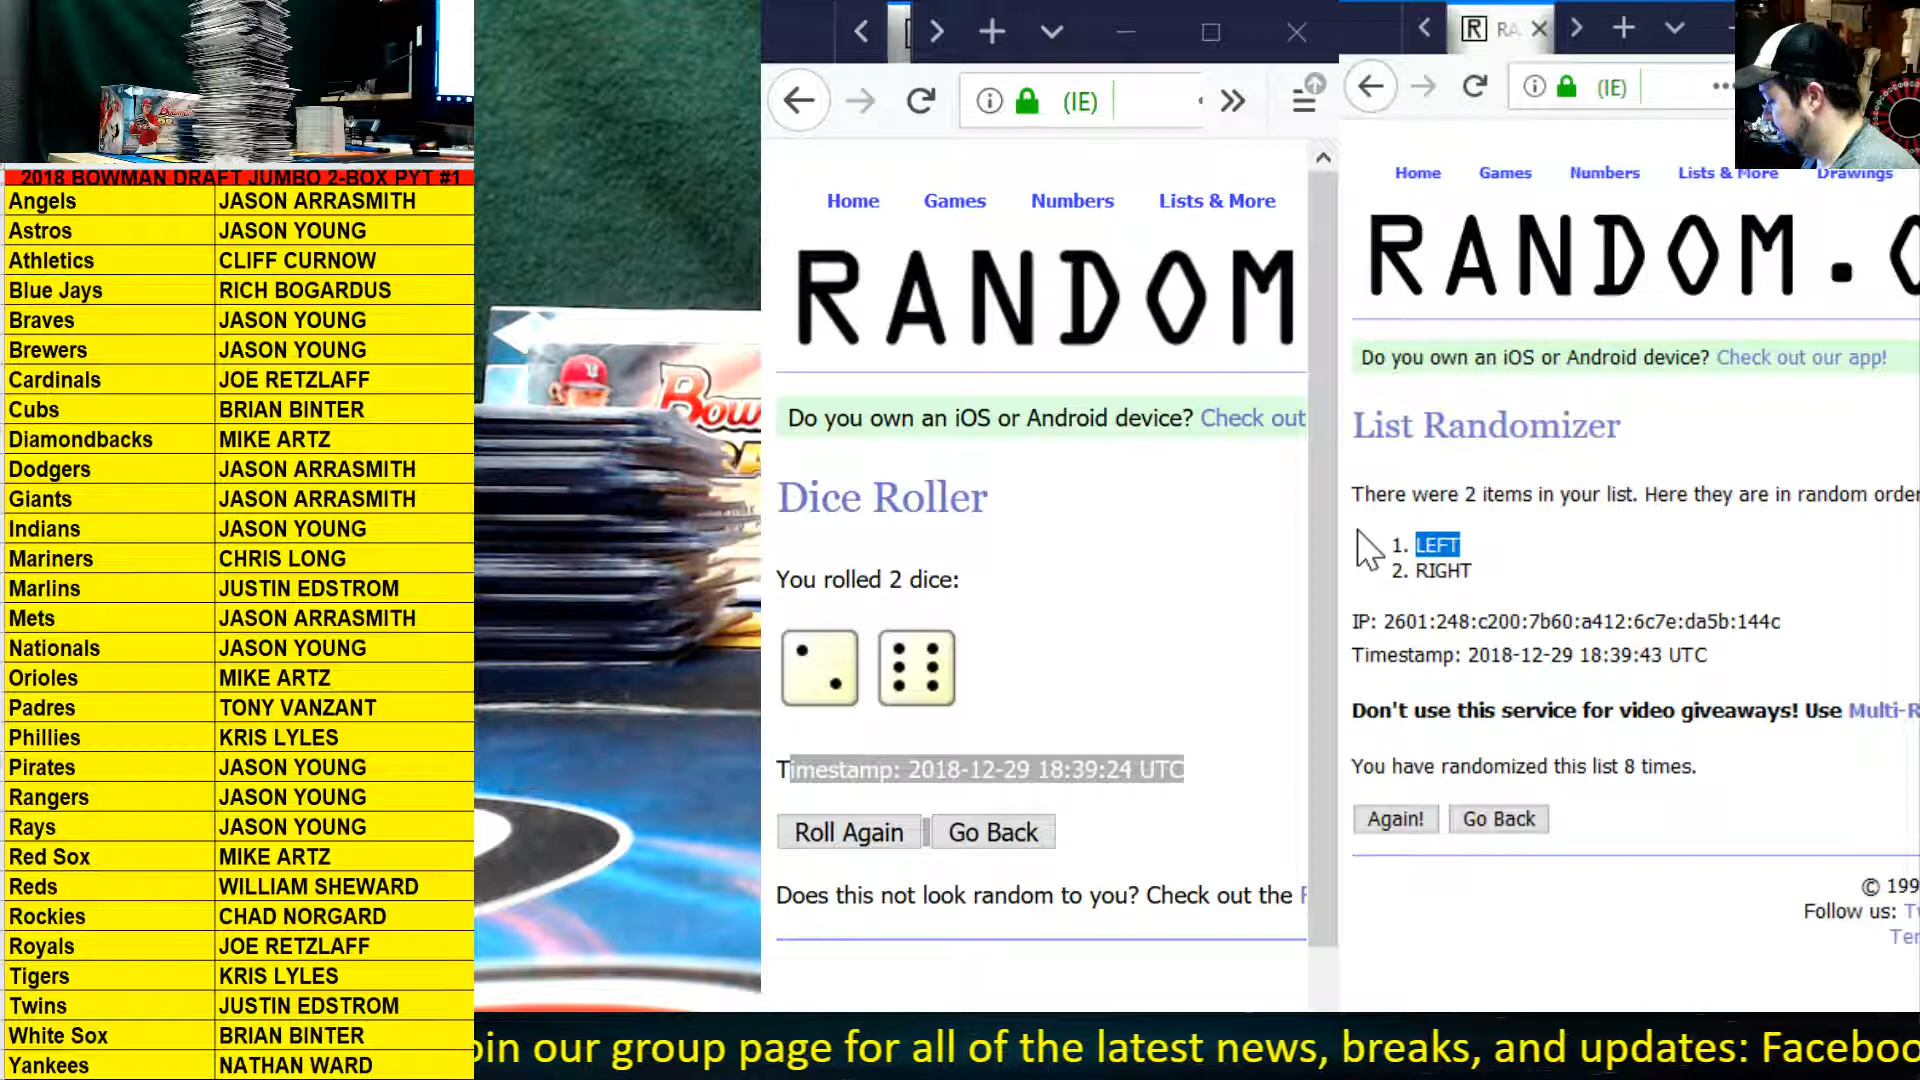 2018 BOWMAN DRAFT JUMBO 2-BOX PYT #1
Angels JASON ARRASMITH
Astros JASON YOUNG
Athletics CLIFF CURNOW
Blue Jays RICH BOGARDUS
Braves JASON YOUNG
Brewers JASON YOUNG
Cardinals JOE RETZLAFF
Cubs BRIAN BINTER
Diamondbacks MIKE ARTZ
Dodgers JASON ARRASMITH
Giants JASON ARRASMITH
Indians JASON YOUNG
Mariners CHRIS LONG
Marlins JUSTIN EDSTROM
Mets JASON ARRASMITH
Nationals JASON YOUNG
Orioles MIKE ARTZ
Padres TONY VANZANT
Phillies KRIS LYLES
Pirates JASON YOUNG
Rangers JASON YOUNG
Rays JASON YOUNG
Red Sox MIKE ARTZ
Reds WILLIAM SHEWARD
Rockies CHAD NORGARD
Royals JOE RETZLAFF
Tigers KRIS LYLES
Twins JUSTIN EDSTROM
White Sox BRIAN BINTER
Yankees NATHAN WARD
Bow
(IE)
Home Games Numbers Lists & More
RANDOM
Do you own an iOS or Android device? Check out
Dice Roller
You rolled 2 dice:
Timestamp: 2018-12-29 18:39:24 UTC
Roll Again Go Back
Does this not look random to you? Check out the
R RA
(IE)
Home Games Numbers Lists & More Drawings
RANDOM.O
Do you own an iOS or Android device? Check out our app!
List Randomizer
There were 2 items in your list. Here they are in random order
1. LEFT
2. RIGHT
IP: 2601:248:c200:7b60:a412:6c7e:da5b:144c
Timestamp: 2018-12-29 18:39:43 UTC
Don't use this service for video giveaways! Use Multi-R
You have randomized this list 8 times.
Again! Go Back
© 199
Follow us: Tw
Ter
oin our group page for all of the latest news, breaks, and updates: Faceboo